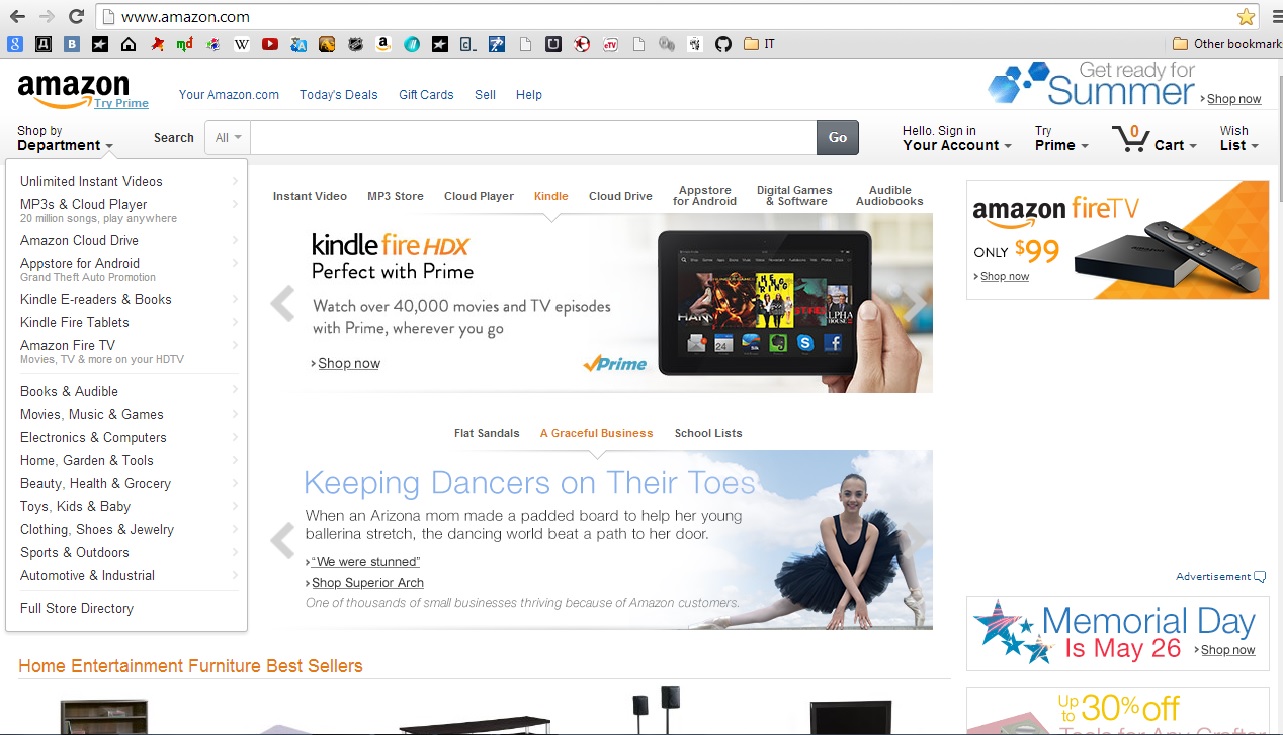 www.amazon.com
IT
Other bookmark
amazon
Try Prime
Your Amazon.com
Today's Deals
Gift Cards
Sell
Help
Get ready for
Summer
Shop now
Shop by
Department
Search
All
Go
Hello. Sign in
Your Account
Try
Prime
0
Cart
Wish
List
Unlimited Instant Videos
MP3s & Cloud Player
20 million songs, play anywhere
Amazon Cloud Drive
Appstore for Android
Grand Theft Auto Promotion
Kindle E-readers & Books
Kindle Fire Tablets
Amazon Fire TV
Movies, TV & more on your HDTV
Books & Audible
Movies, Music & Games
Electronics & Computers
Home, Garden & Tools
Beauty, Health & Grocery
Toys, Kids & Baby
Clothing, Shoes & Jewelry
Sports & Outdoors
Automotive & Industrial
Full Store Directory
Instant Video
MP3 Store
Cloud Player
Kindle
Cloud Drive
Appstore
for Android
Digital Games
& Software
Audible
Audiobooks
kindle fire HDX
Perfect with Prime
Watch over 40,000 movies and TV episodes
with Prime, wherever you go
Shop now
Prime
amazon fireTV
ONLY $99
Shop now
Flat Sandals
A Graceful Business
School Lists
Keeping Dancers on Their Toes
When an Arizona mom made a padded board to help her young
ballerina stretch, the dancing world beat a path to her door.
"We were stunned"
Shop Superior Arch
One of thousands of small businesses thriving because of Amazon customers.
Advertisement
Memorial Day
Is May 26
Shop now
Up
to 30% off
Tools for Any Crafter
Home Entertainment Furniture Best Sellers